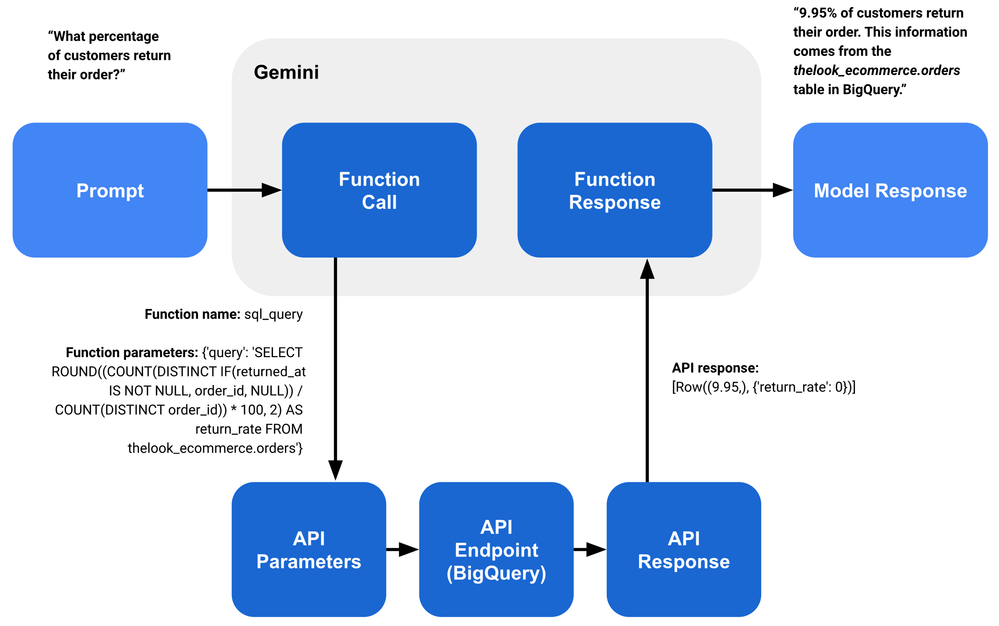 “What percentage
of customers return
their order?”
“9.95% of customers return
their order. This information
comes from the
thelook_ecommerce.orders
table in BigQuery.”
Gemini
Prompt
Function
Call
Function
Response
Model Response
Function name: sql_query
Function parameters: {'query': 'SELECT
ROUND((COUNT(DISTINCT IF(returned_at
IS NOT NULL, order_id, NULL)) /
COUNT(DISTINCT order_id)) * 100, 2) AS
return_rate FROM
thelook_ecommerce.orders'}
API response:
[Row((9.95,), {'return_rate': 0})]
API
Parameters
API
Endpoint
(BigQuery)
API
Response